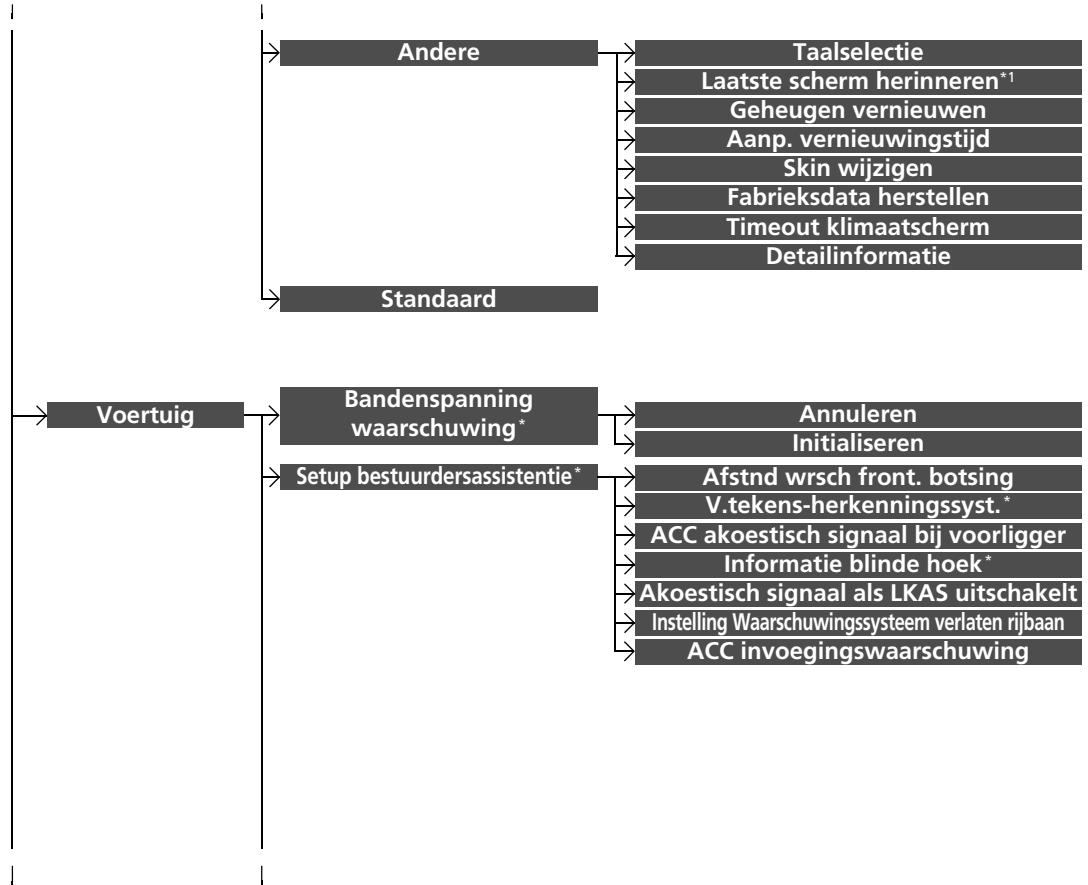 Andere
Taalselectie
Laatste scherm herinneren*1
Geheugen vernieuwen
Aanp. vernieuwingstijd
Skin wijzigen
Fabrieksdata herstellen
Timeout klimaatscherm
Detailinformatie
Standaard
Voertuig
Bandenspanning
waarschuwing*
Annuleren
Initialiseren
Setup bestuurdersassistentie*
Afstnd wrsch front. botsing
V.tekens-herkenningssyst.*
ACC akoestisch signaal bij voorligger
Informatie blinde hoek*
Akoestisch signaal als LKAS uitschakelt
Instelling Waarschuwingssysteem verlaten rijbaan
ACC invoegingswaarschuwing